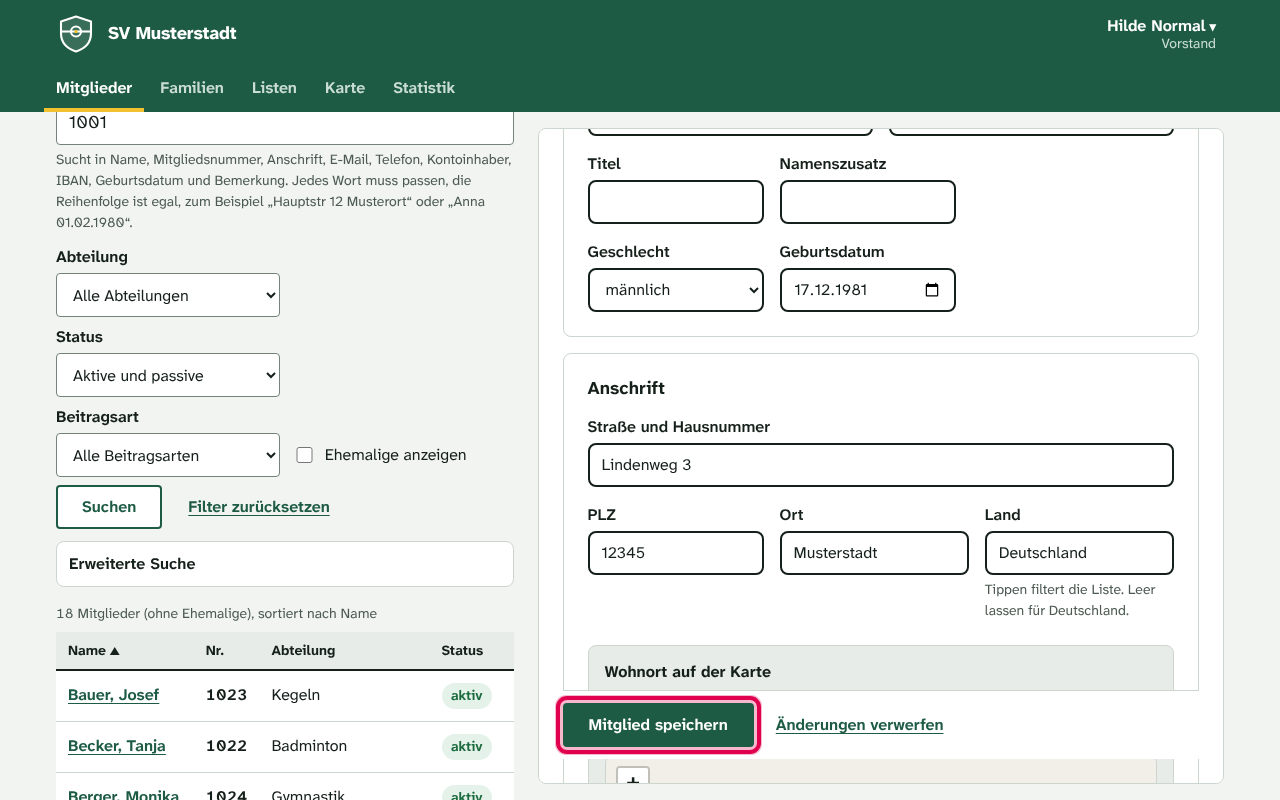 SV Musterstadt
Hilde Normal ▾
Vorstand
Mitglieder
Familien
Listen
Karte
Statistik
1001
Sucht in Name, Mitgliedsnummer, Anschrift, E-Mail, Telefon, Kontoinhaber,
IBAN, Geburtsdatum und Bemerkung. Jedes Wort muss passen, die
Reihenfolge ist egal, zum Beispiel „Hauptstr 12 Musterort“ oder „Anna
01.02.1980“.
Abteilung
Alle Abteilungen
Status
Aktive und passive
Beitragsart
Alle Beitragsarten
Ehemalige anzeigen
Suchen
Filter zurücksetzen
Erweiterte Suche
18 Mitglieder (ohne Ehemalige), sortiert nach Name
Name ▲ Nr. Abteilung Status
Bauer, Josef 1023 Kegeln aktiv
Becker, Tanja 1022 Badminton aktiv
Berger, Monika 1024 Gymnastik aktiv
Titel
Namenszusatz
Geschlecht
Geburtsdatum
männlich
17.12.1981
Anschrift
Straße und Hausnummer
Lindenweg 3
PLZ
Ort
Land
12345
Musterstadt
Deutschland
Tippen filtert die Liste. Leer
lassen für Deutschland.
Wohnort auf der Karte
Mitglied speichern
Änderungen verwerfen
+